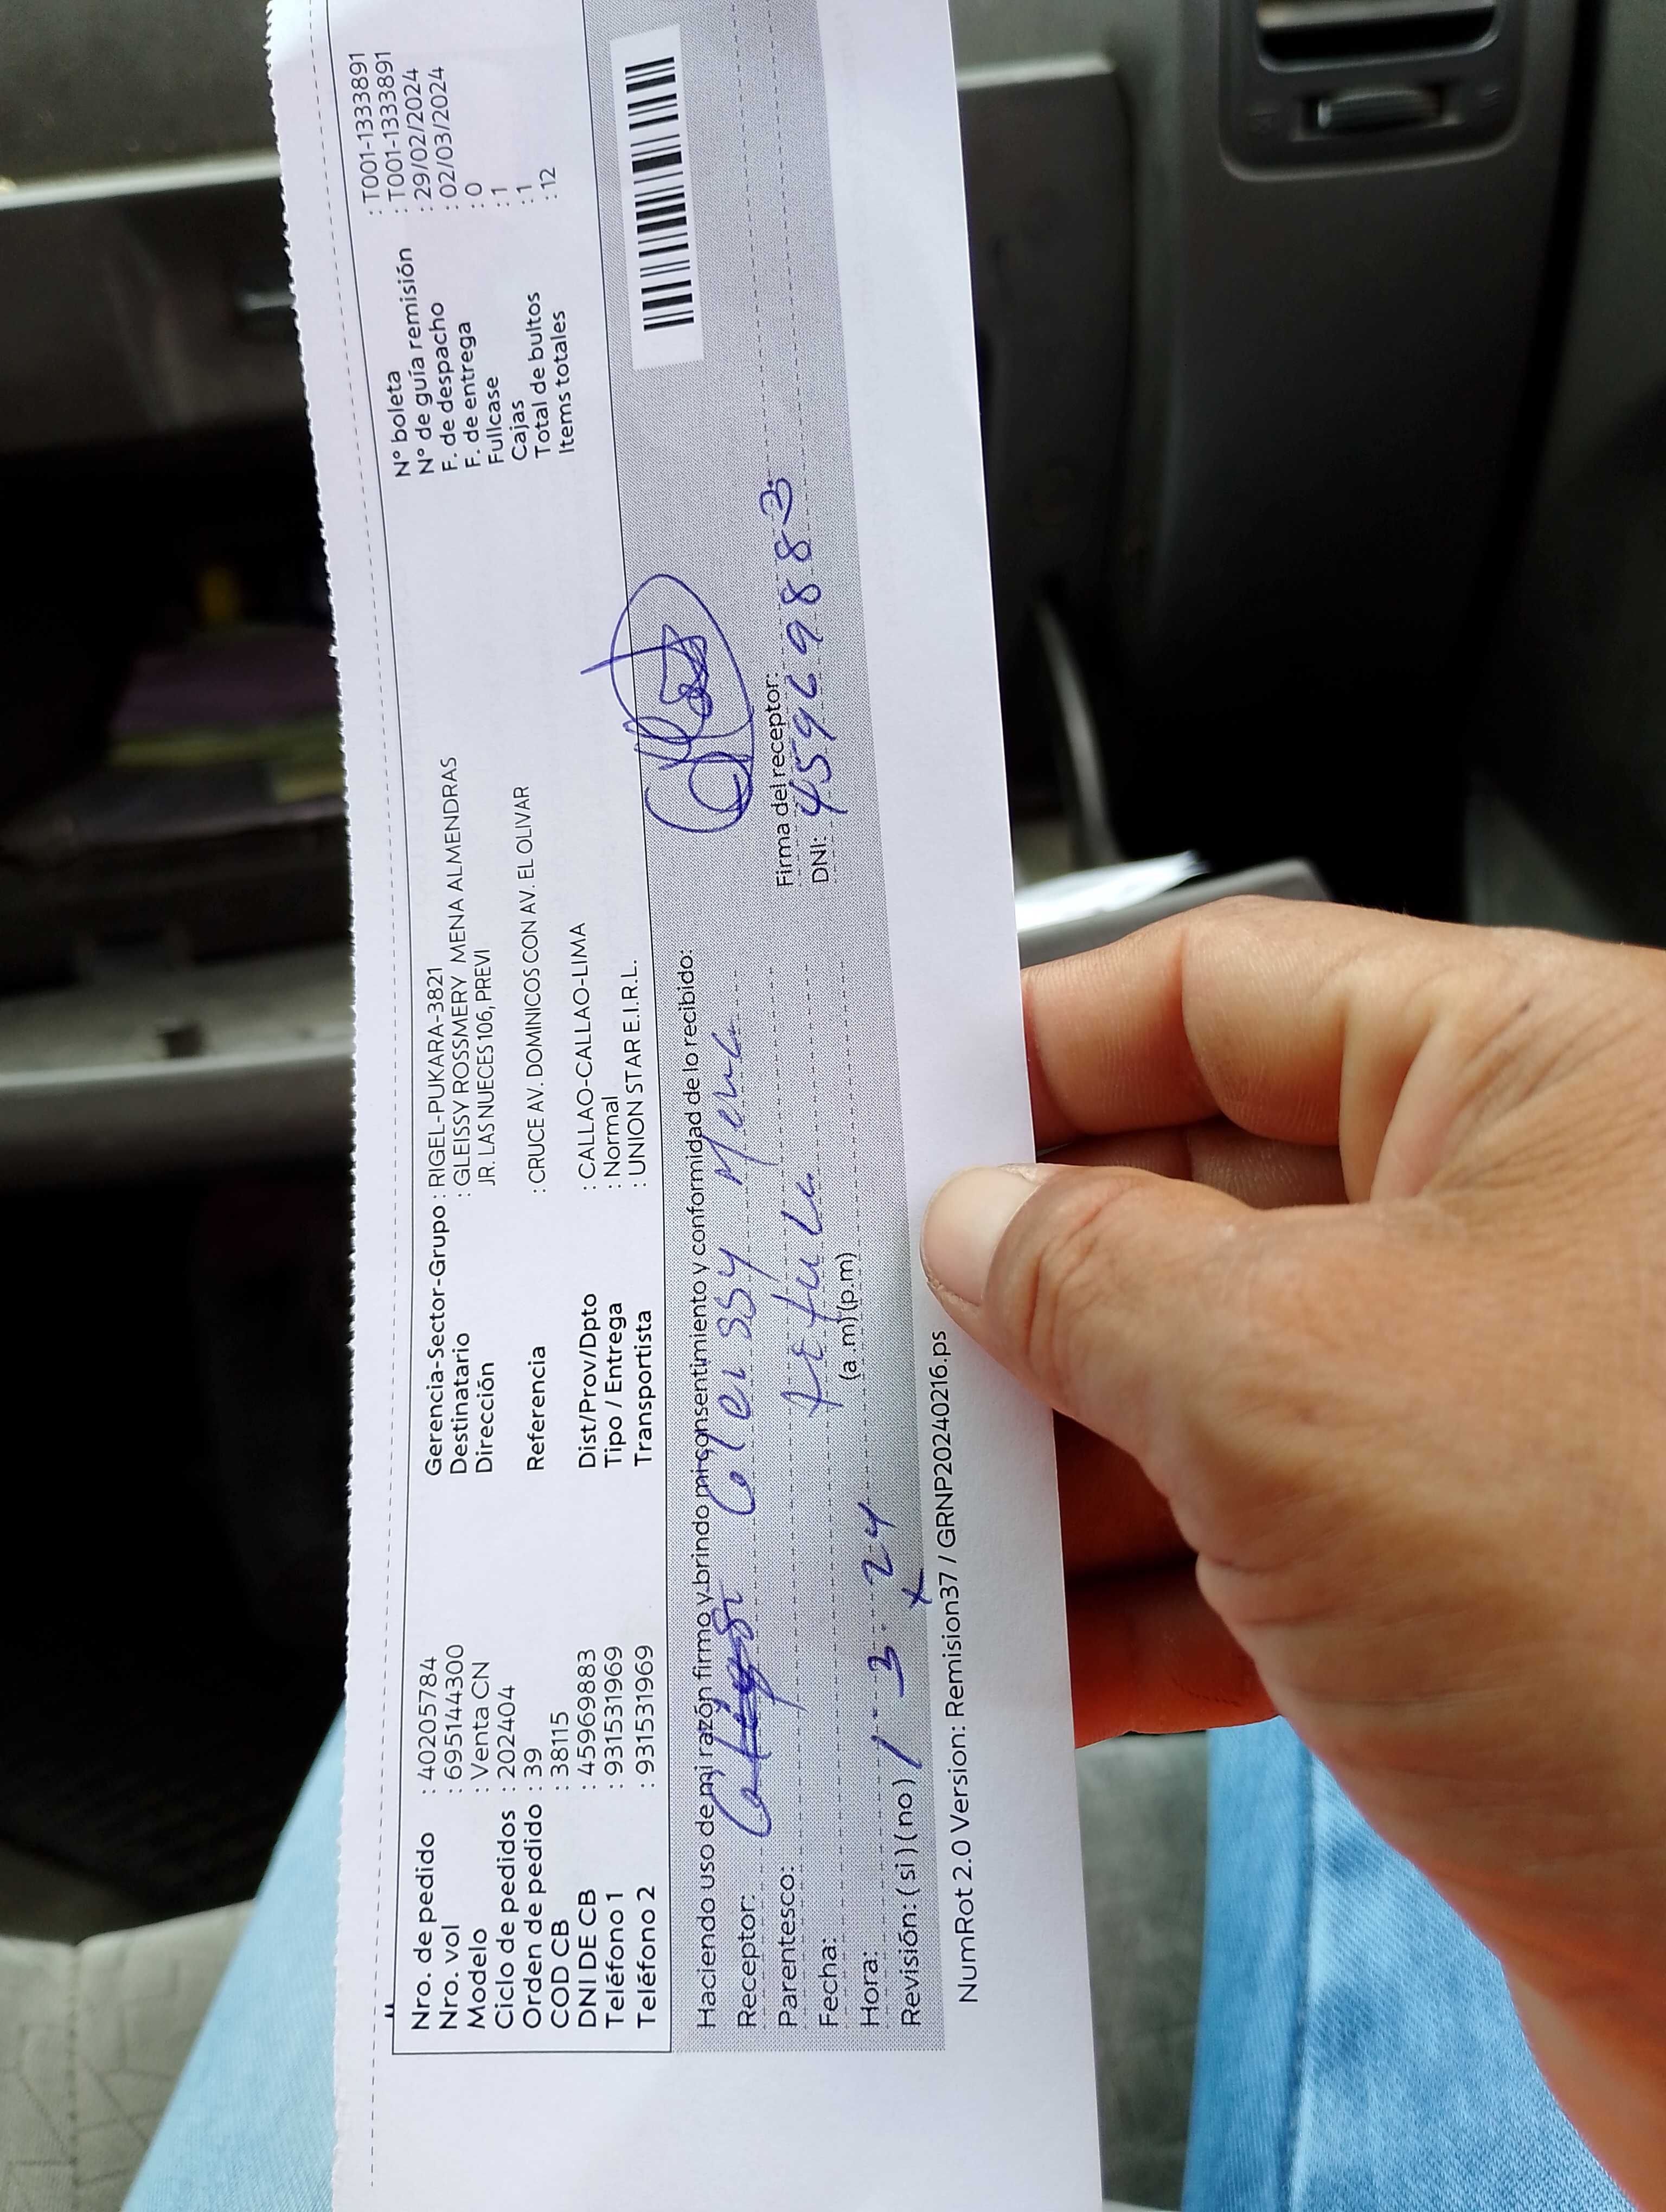 Nro. de pedido : 40205784
Nro. vol : 695144300
Modelo : Venta CN
Ciclo de pedidos : 202404
Orden de pedido : 39
COD CB : 38115
DNI DE CB : 45969883
Teléfono 1 : 931531969
Teléfono 2 : 931531969
Gerencia-Sector-Grupo : RIGEL-PUKARA-3821
Destinatario : GLEISSY ROSSMERY MENA ALMENDRAS
Dirección JR. LAS NUECES 106, PREVI
Referencia : CRUCE AV. DOMINICOS CON AV. EL OLIVAR
Dist/Prov/Dpto : CALLAO-CALLAO-LIMA
Tipo / Entrega : Normal
Transportista : UNION STAR E.I.R.L.
N° boleta : T001-1333891
N° de guía remisión : T001-1333891
F. de despacho : 29/02/2024
F. de entrega : 02/03/2024
Fullcase : 0
Cajas : 1
Total de bultos : 1
Items totales : 12
Haciendo uso de mi razón firmo y brindo mi consentimiento y conformidad de lo recibido:
Receptor: Gleissy Mena
Parentesco: titular
Fecha:
Hora: 1-3-24 (a.m) (p.m)
Revisión: (si) (no) x
Firma del receptor:
DNI: 45969883
NumRot 2.0 Version: Remision37 / GRNP20240216.ps